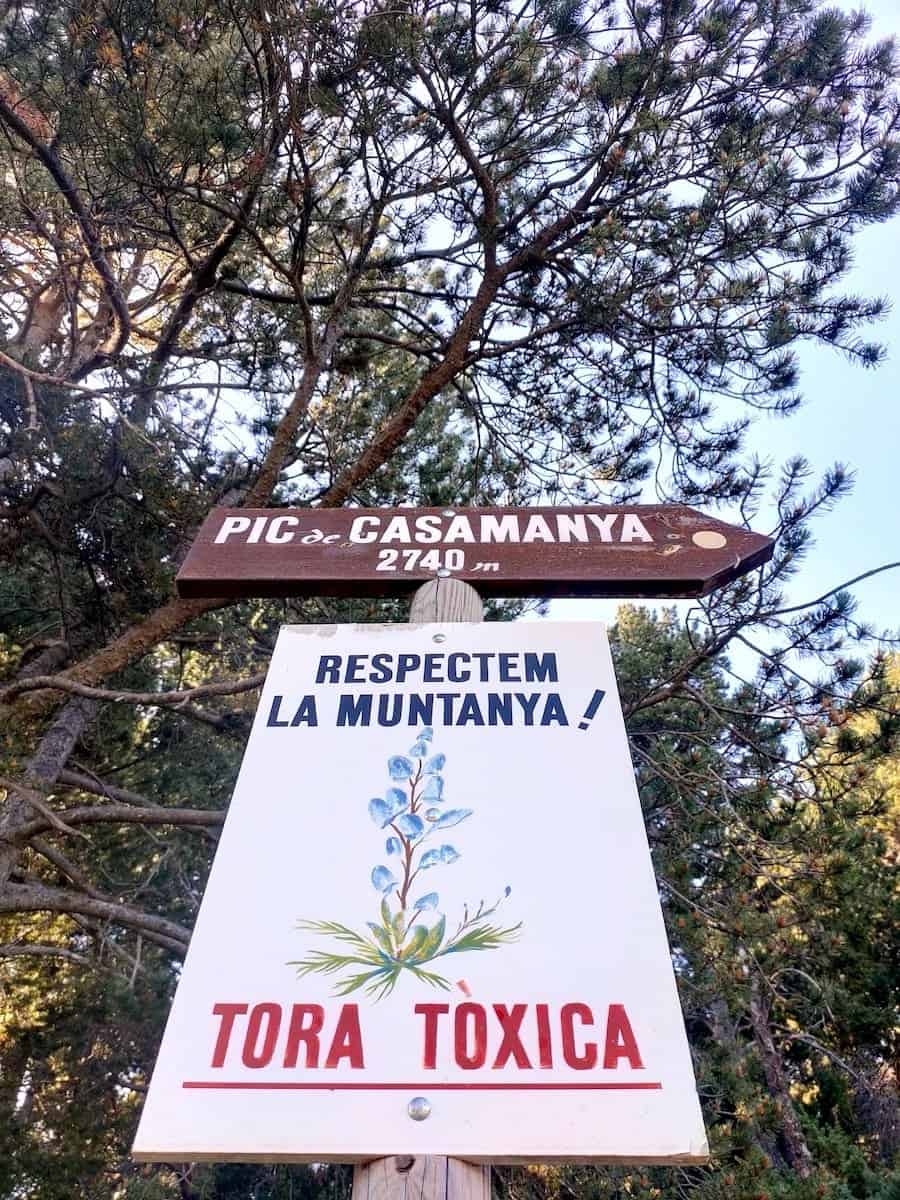 PIC de CASAMANYA
2740 m
RESPECTEM
LA MUNTANYA!
TORA TÒXICA